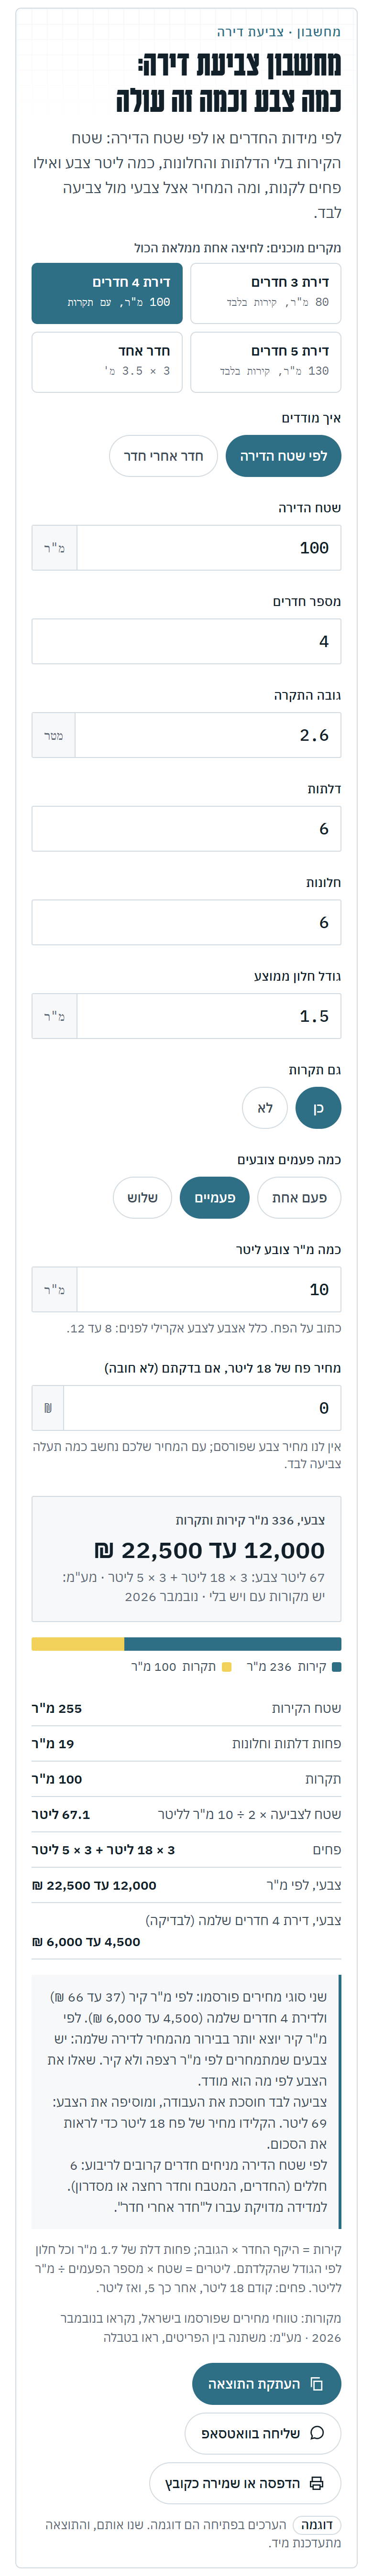 מחשבון · צביעת דירה
מחשבון צביעת דירה:
כמה צבע וכמה זה עולה
לפי מידות החדרים או לפי שטח הדירה: שטח
הקירות בלי הדלתות והחלונות, כמה ליטר צבע ואילו
פחים לקנות, ומה המחיר אצל צבעי מול צביעה
לבד.
מקרים מוכנים: לחיצה אחת ממלאת הכול
דירת 3 חדרים
80 מ"ר, קירות בלבד
דירת 4 חדרים
100 מ"ר, עם תקרות
דירת 5 חדרים
130 מ"ר, קירות בלבד
חדר אחד
3 × 3.5 מ'
איך מודדים
לפי שטח הדירה
חדר אחרי חדר
שטח הדירה
100
מ"ר
מספר חדרים
4
גובה התקרה
2.6
מטר
דלתות
6
חלונות
6
גודל חלון ממוצע
1.5
מ"ר
גם תקרות
כן
לא
כמה פעמים צובעים
פעם אחת
פעמיים
שלוש
כמה מ"ר צובע ליטר
10
מ"ר
כתוב על הפח. כלל אצבע לצבע אקרילי לפנים: 8 עד 12.
מחיר פח של 18 ליטר, אם בדקתם (לא חובה)
0
₪
אין לנו מחיר צבע שפורסם; עם המחיר שלכם נחשב כמה תעלה
צביעה לבד.
צבעי, 336 מ"ר קירות ותקרות
12,000 עד 22,500 ₪
67 ליטר צבע: 3 × 18 ליטר + 3 × 5 ליטר · מע"מ:
יש מקורות עם ויש בלי · נובמבר 2026
קירות 236 מ"ר
תקרות 100 מ"ר
שטח הקירות
255 מ"ר
פחות דלתות וחלונות
19 מ"ר
תקרות
100 מ"ר
שטח לצביעה × 2 ÷ 10 מ"ר לליטר
67.1 ליטר
פחים
3 × 18 ליטר + 3 × 5 ליטר
צבעי, לפי מ"ר
12,000 עד 22,500 ₪
צבעי, דירת 4 חדרים שלמה (לבדיקה)
4,500 עד 6,000 ₪
שני סוגי מחירים פורסמו: לפי מ"ר קיר (37 עד 66 ₪)
ולדירת 4 חדרים שלמה (4,500 עד 6,000 ₪). לפי
מ"ר קיר יוצא יותר בבירור מהמחיר לדירה שלמה: יש
צבעים שמתמחרים לפי מ"ר רצפה ולא קיר. שאלו את
הצבע לפי מה הוא מודד.
צביעה לבד חוסכת את העבודה, ומוסיפה את הצבע:
69 ליטר. הקלידו מחיר של פח 18 ליטר כדי לראות
את הסכום.
לפי שטח הדירה מניחים חדרים קרובים לריבוע: 6
חללים (החדרים, המטבח וחדר רחצה או מסדרון).
למדידה מדויקת עברו ל"חדר אחרי חדר".
קירות = היקף החדר × הגובה; פחות דלת של 1.7 מ"ר וכל חלון
לפי הגודל שהקלדתם. ליטרים = שטח × מספר הפעמים ÷ מ"ר
לליטר. פחים: קודם 18 ליטר, אחר כך 5, ואז ליטר.
מקורות: טווחי מחירים שפורסמו בישראל, נקראו בנובמבר
2026 · מע"מ: משתנה בין הפריטים, ראו בטבלה
העתקת התוצאה
שליחה בוואטסאפ
הדפסה או שמירה כקובץ
דוגמה הערכים בפתיחה הם דוגמה. שנו אותם, והתוצאה
מתעדכנת מיד.